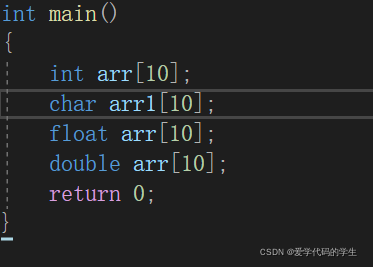 int main()
{
    int arr[10];
    char arr1[10];
    float arr[10];
    double arr[10];
    return 0;
}
CSDN @爱学代码的学生